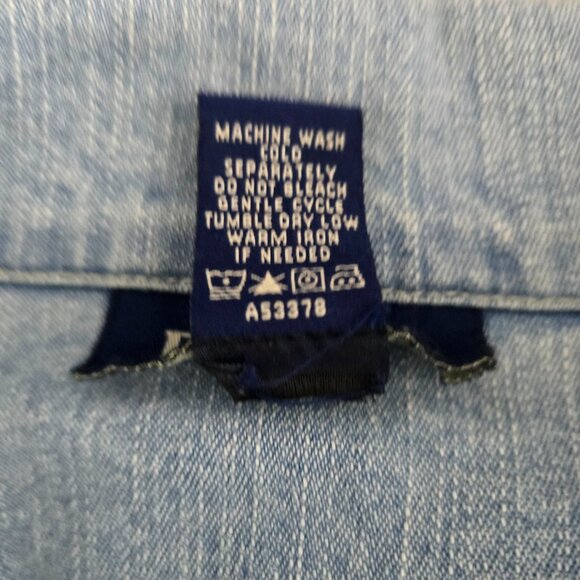 MACHINE WASH
COLD
SEPARATELY
DO NOT BLEACH
GENTLE CYCLE
TUMBLE DRY LOW
WARM IRON
IF NEEDED
A53378